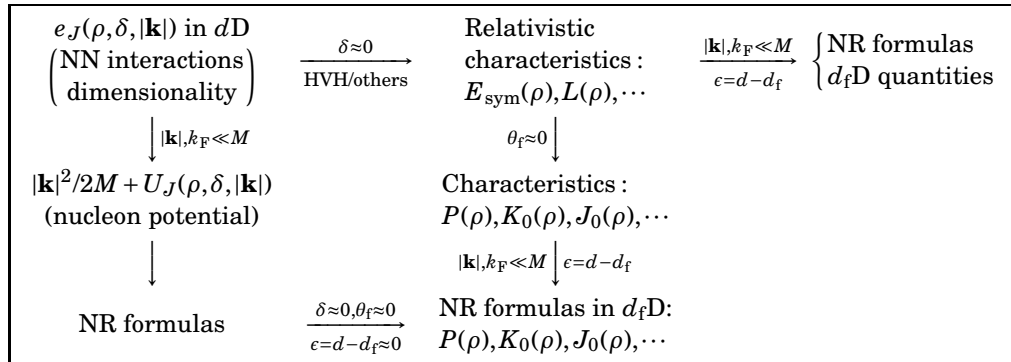 e_J(ρ,δ,|k|) in dD
(NN interactions
dimensionality)
δ≈0
HVH/others
Relativistic
characteristics :
E_sym(ρ),L(ρ),⋯
|k|,k_F≪M
ϵ=d−d_f
{NR formulas
d_fD quantities
|k|,k_F≪M
θ_f≈0
|k|²/2M + U_J(ρ,δ,|k|)
(nucleon potential)
Characteristics :
P(ρ),K_0(ρ),J_0(ρ),⋯
|k|,k_F≪M
ϵ=d−d_f
NR formulas
δ≈0,θ_f≈0
ϵ=d−d_f≈0
NR formulas in d_fD:
P(ρ),K_0(ρ),J_0(ρ),⋯